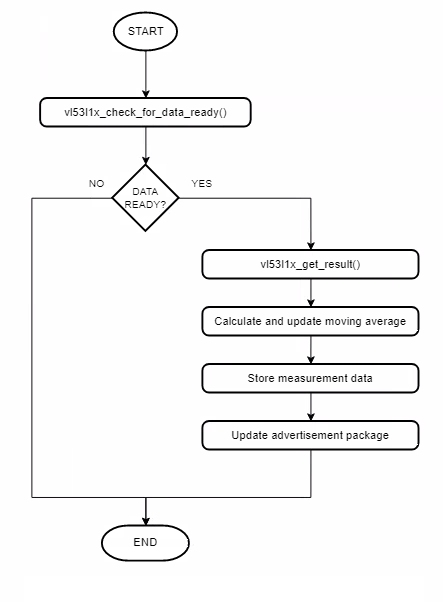 START
vl53l1x_check_for_data_ready()
NO
DATA
READY?
YES
vl53l1x_get_result()
Calculate and update moving average
Store measurement data
Update advertisement package
END